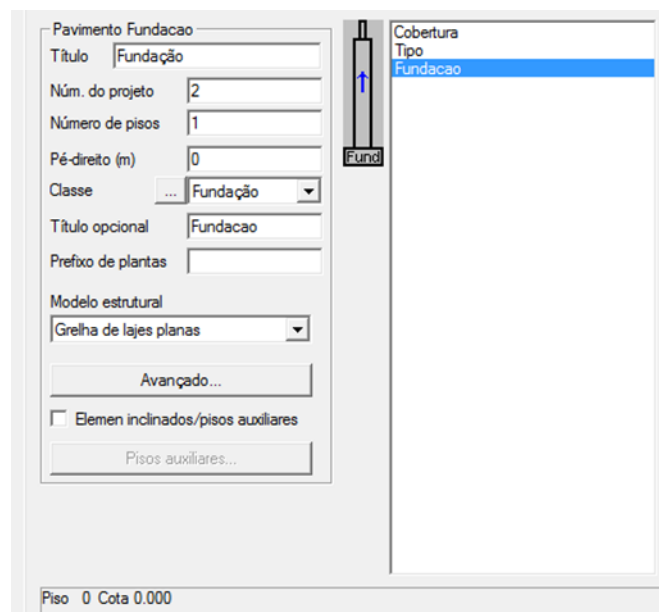 Pavimento Fundacao
Título Fundação
Núm. do projeto 2
Número de pisos 1
Pé-direito (m) 0
Classe ... Fundação
Título opcional Fundacao
Prefixo de plantas
Modelo estrutural
Grelha de lajes planas
Avançado...
Elemen inclinados/pisos auxiliares
Pisos auxiliares...
Fund
Cobertura
Tipo
Fundacao
Piso 0 Cota 0.000